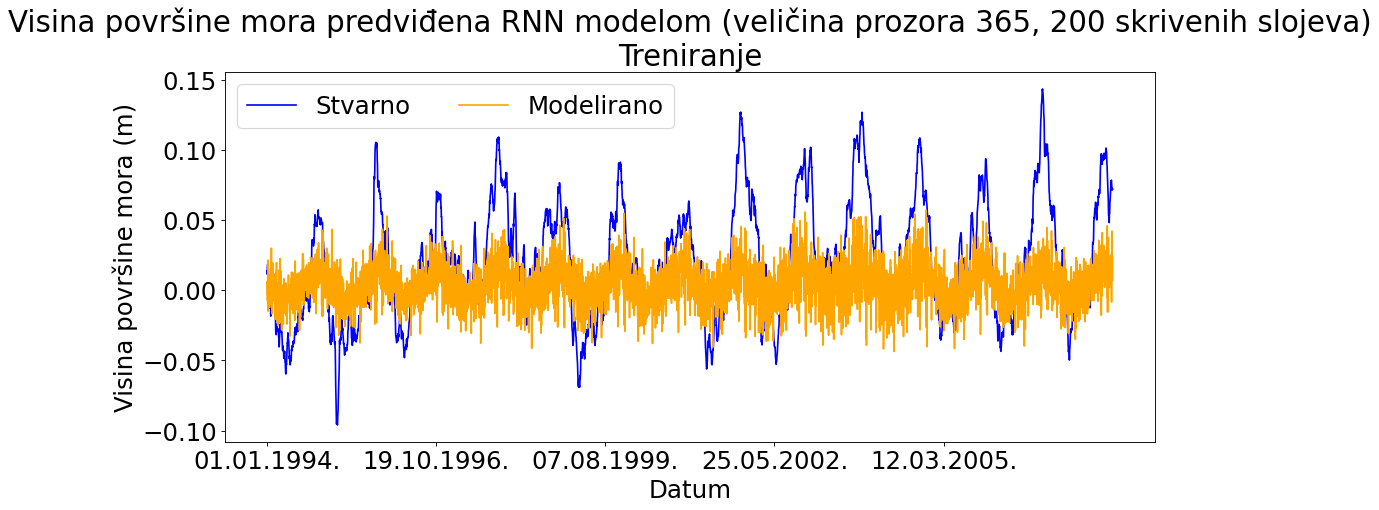 Visina površine mora predviđena RNN modelom (veličina prozora 365, 200 skrivenih slojeva)
Treniranje
Stvarno Modelirano
Visina površine mora (m)
0.15
0.10
0.05
0.00
−0.05
−0.10
01.01.1994. 19.10.1996. 07.08.1999. 25.05.2002. 12.03.2005.
Datum